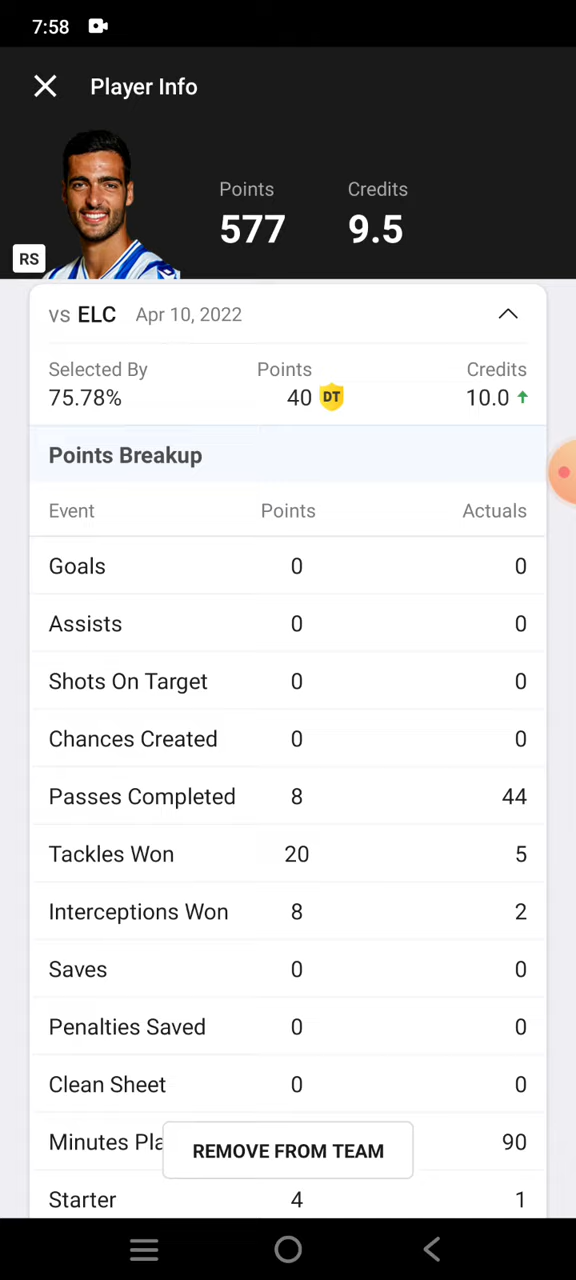 7:58
Player Info
Points Credits
577 9.5
RS
vs ELC Apr 10, 2022
Selected By Points Credits
75.78% 40 DT 10.0
Points Breakup
Event Points Actuals
Goals 0 0
Assists 0 0
Shots On Target 0 0
Chances Created 0 0
Passes Completed 8 44
Tackles Won 20 5
Interceptions Won 8 2
Saves 0 0
Penalties Saved 0 0
Clean Sheet 0 0
Minutes Pla 90
REMOVE FROM TEAM
Starter 4 1